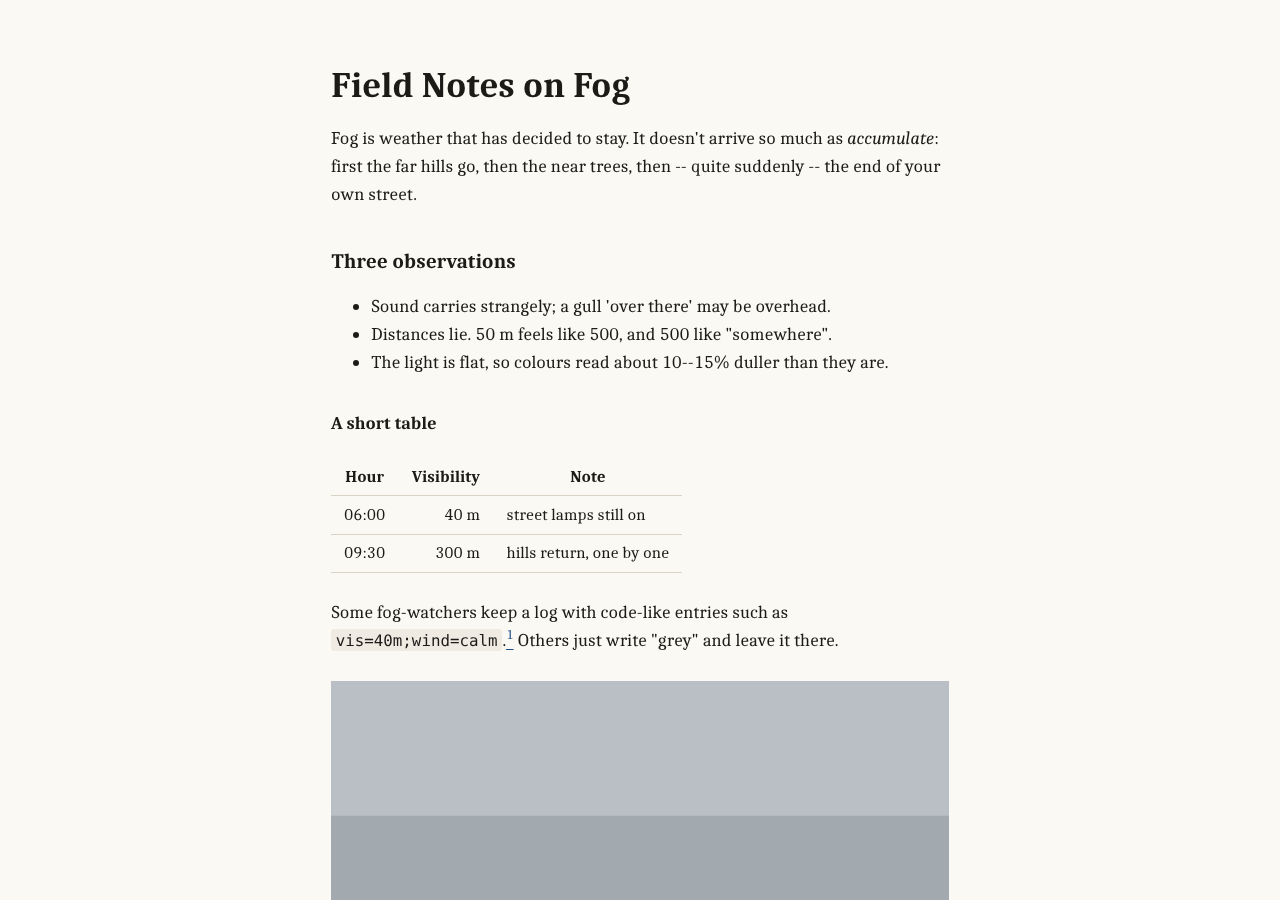 Field Notes on Fog
Fog is weather that has decided to stay. It doesn't arrive so much as accumulate:
first the far hills go, then the near trees, then -- quite suddenly -- the end of your
own street.
Three observations
• Sound carries strangely; a gull 'over there' may be overhead.
• Distances lie. 50 m feels like 500, and 500 like "somewhere".
• The light is flat, so colours read about 10--15% duller than they are.
A short table
Hour Visibility Note
06:00 40 m street lamps still on
09:30 300 m hills return, one by one
Some fog-watchers keep a log with code-like entries such as
vis=40m;wind=calm.1 Others just write "grey" and leave it there.